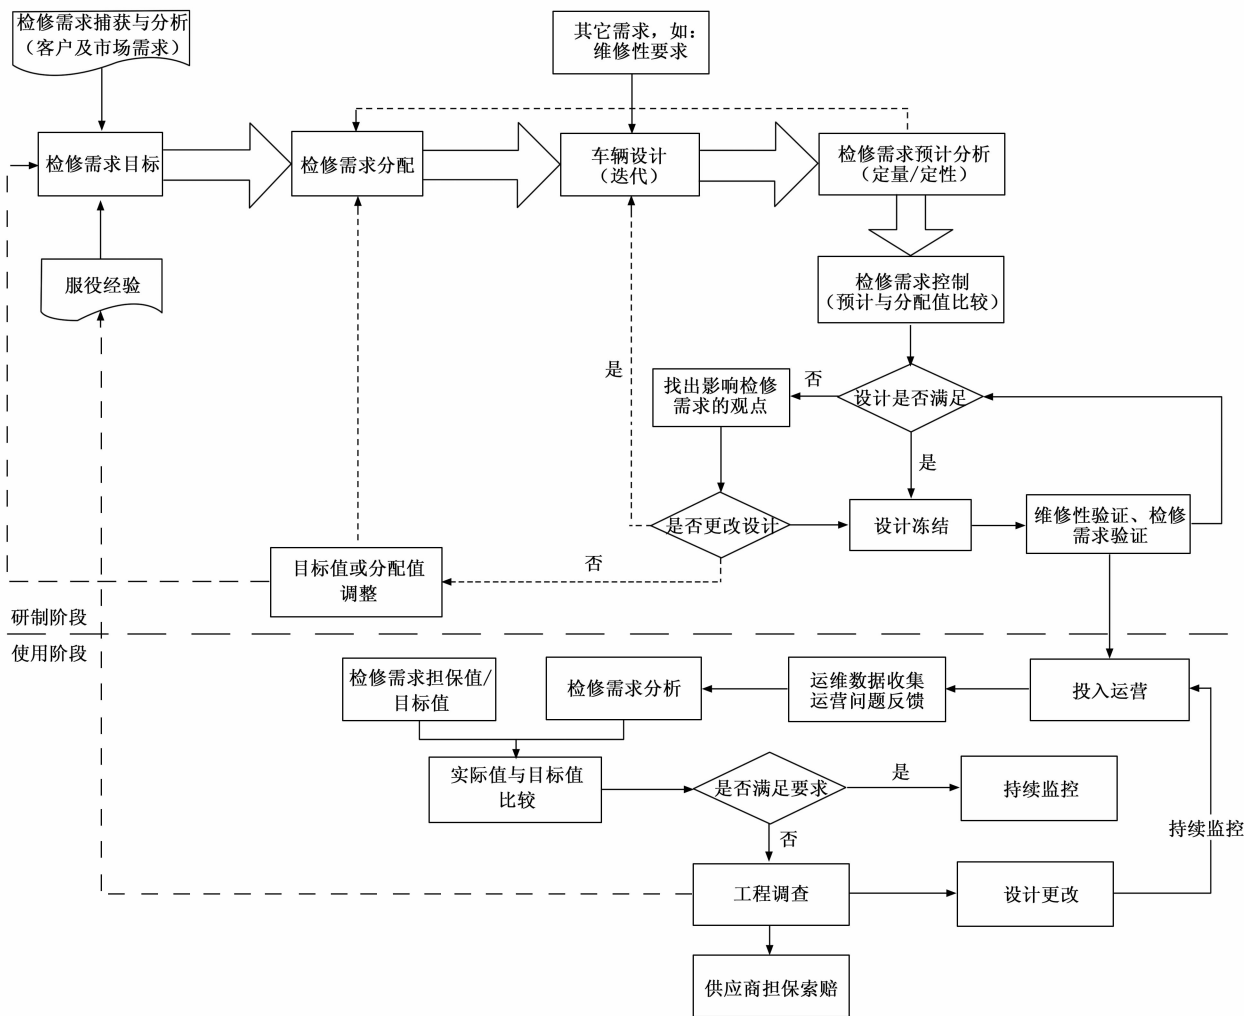 检修需求捕获与分析
（客户及市场需求）
其它需求，如：
维修性要求
检修需求目标
检修需求分配
车辆设计
（迭代）
检修需求预计分析
（定量/定性）
服役经验
检修需求控制
（预计与分配值比较）
是
找出影响检修
需求的观点
否
设计是否满足
是
是否更改设计
设计冻结
维修性验证、检修
需求验证
目标值或分配值
调整
否
研制阶段
使用阶段
检修需求担保值/
目标值
检修需求分析
运维数据收集
运营问题反馈
投入运营
实际值与目标值
比较
是否满足要求
是
持续监控
持续监控
否
工程调查
设计更改
供应商担保索赔